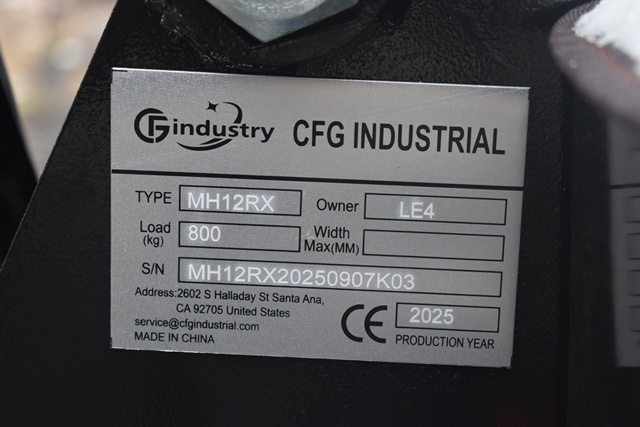 CFGindustry CFG INDUSTRIAL
TYPE MH12RX Owner LE4
Load (kg) 800 Width Max(MM)
S/N MH12RX20250907K03
Address:2602 S Halladay St Santa Ana,
CA 92705 United States
service@cfgindustrial.com
MADE IN CHINA
CE 2025
PRODUCTION YEAR